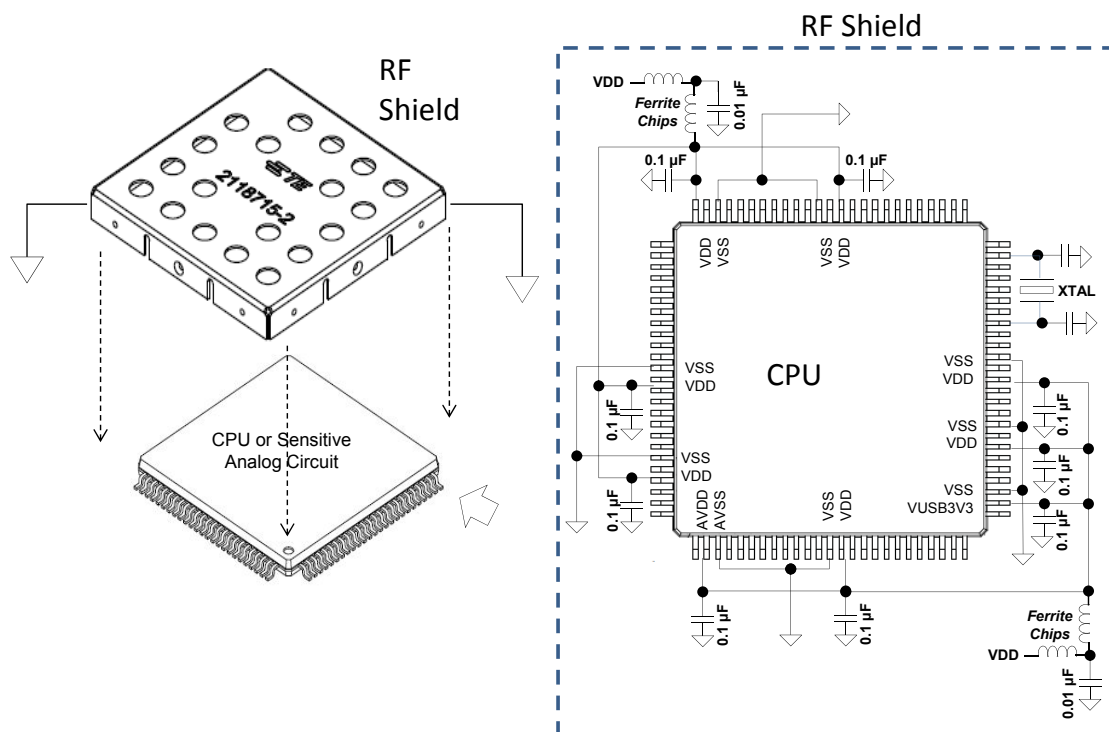 RF Shield
RF
Shield
TE
2118715-2
CPU or Sensitive
Analog Circuit
VDD
Ferrite
Chips
0.01 µF
0.1 µF
0.1 µF
VDD
VSS
VSS
VDD
XTAL
CPU
VSS
VDD
0.1 µF
VSS
VDD
0.1 µF
VSS
VDD
0.1 µF
VSS
VDD
0.1 µF
VSS
VUSB3V3
0.1 µF
AVDD
AVSS
VSS
VDD
0.1 µF
0.1 µF
Ferrite
Chips
VDD
0.01 µF